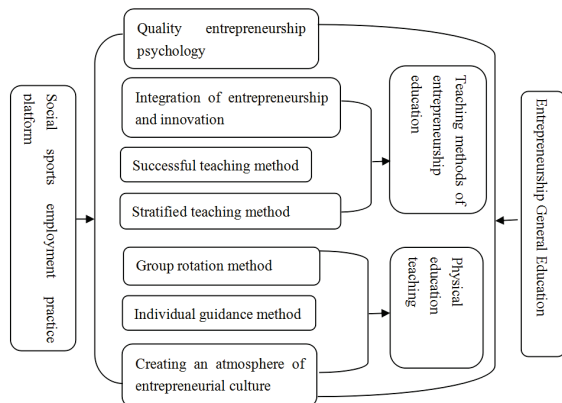 Social sports employment practice
platform
Quality entrepreneurship
psychology
Integration of entrepreneurship
and innovation
Successful teaching method
Stratified teaching method
Group rotation method
Individual guidance method
Creating an atmosphere of
entrepreneurial culture
Teaching methods of
entrepreneurship
education
Physical education
teaching
Entrepreneurship General Education